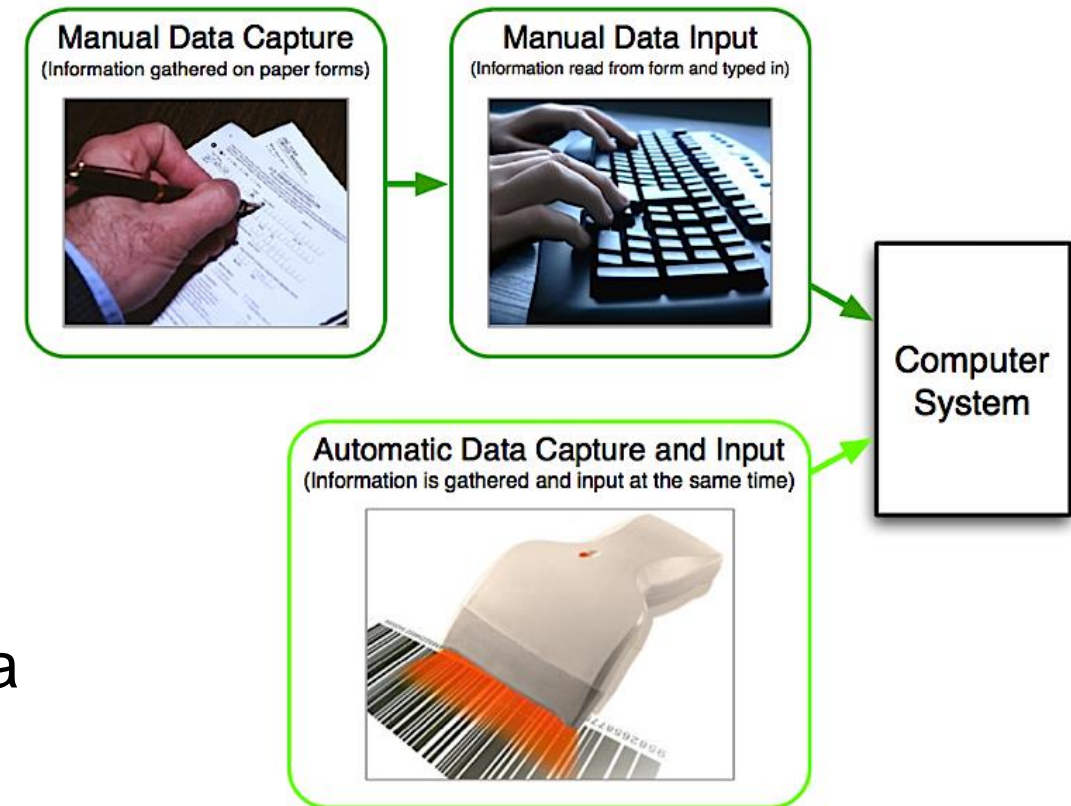 Manual Data Capture
(Information gathered on paper forms)
Manual Data Input
(Information read from form and typed in)
Computer
System
Automatic Data Capture and Input
(Information is gathered and input at the same time)
a